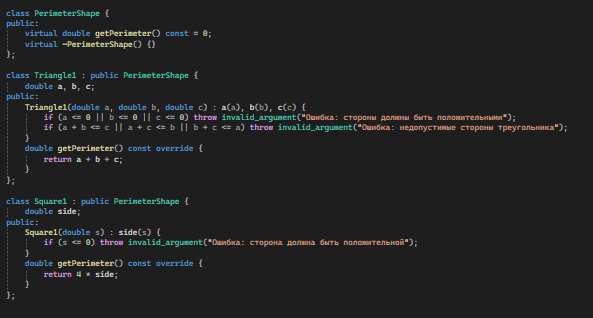 class PerimeterShape {
public:
    virtual double getPerimeter() const = 0;
    virtual ~PerimeterShape() {}
};

class Triangle1 : public PerimeterShape {
    double a, b, c;
public:
    Triangle1(double a, double b, double c) : a(a), b(b), c(c) {
        if (a <= 0 || b <= 0 || c <= 0) throw invalid_argument("Ошибка: стороны должны быть положительными");
        if (a + b <= c || a + c <= b || b + c <= a) throw invalid_argument("Ошибка: недопустимые стороны треугольника");
    }
    double getPerimeter() const override {
        return a + b + c;
    }
};

class Square1 : public PerimeterShape {
    double side;
public:
    Square1(double s) : side(s) {
        if (s <= 0) throw invalid_argument("Ошибка: сторона должна быть положительной");
    }
    double getPerimeter() const override {
        return 4 * side;
    }
};